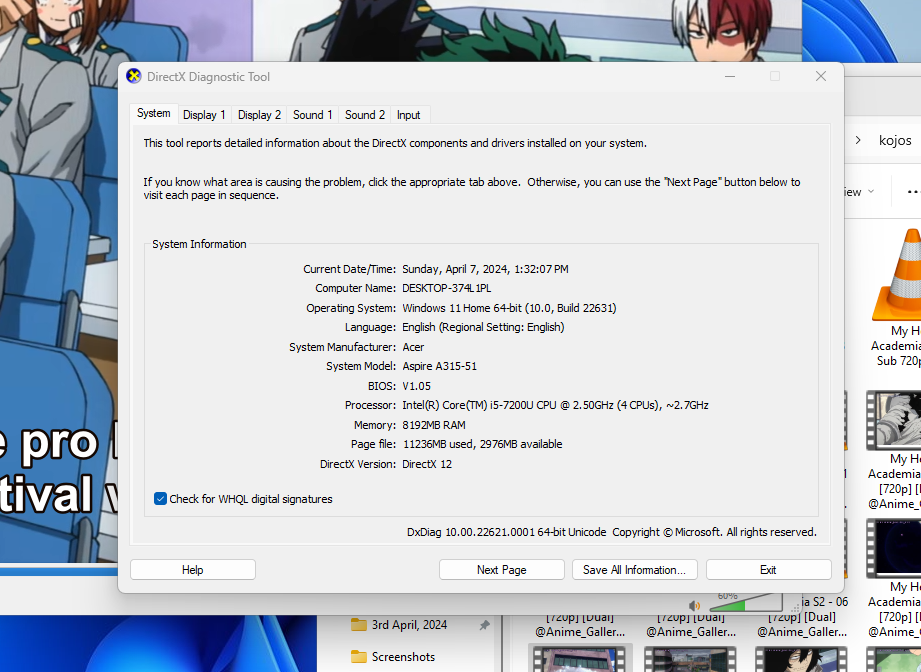 DirectX Diagnostic Tool
System Display 1 Display 2 Sound 1 Sound 2 Input
This tool reports detailed information about the DirectX components and drivers installed on your system.
If you know what area is causing the problem, click the appropriate tab above. Otherwise, you can use the "Next Page" button below to
visit each page in sequence.
System Information
Current Date/Time: Sunday, April 7, 2024, 1:32:07 PM
Computer Name: DESKTOP-374L1PL
Operating System: Windows 11 Home 64-bit (10.0, Build 22631)
Language: English (Regional Setting: English)
System Manufacturer: Acer
System Model: Aspire A315-51
BIOS: V1.05
Processor: Intel(R) Core(TM) i5-7200U CPU @ 2.50GHz (4 CPUs), ~2.7GHz
Memory: 8192MB RAM
Page file: 11236MB used, 2976MB available
DirectX Version: DirectX 12
Check for WHQL digital signatures
DxDiag 10.00.22621.0001 64-bit Unicode Copyright © Microsoft. All rights reserved.
Help Next Page Save All Information... Exit
pro
tival
> kojos
iew
My H
Academia
Sub 720p
My He
Academia
[720p] [
@Anime_
My He
Academia
[720p] [
@Anime_
60%
ia S2 - 06
[720p] [Dual] [720p] [Dual] [720p] [Dual]
@Anime_Galler... @Anime_Galler... @Anime_Galler...
3rd April, 2024
Screenshots